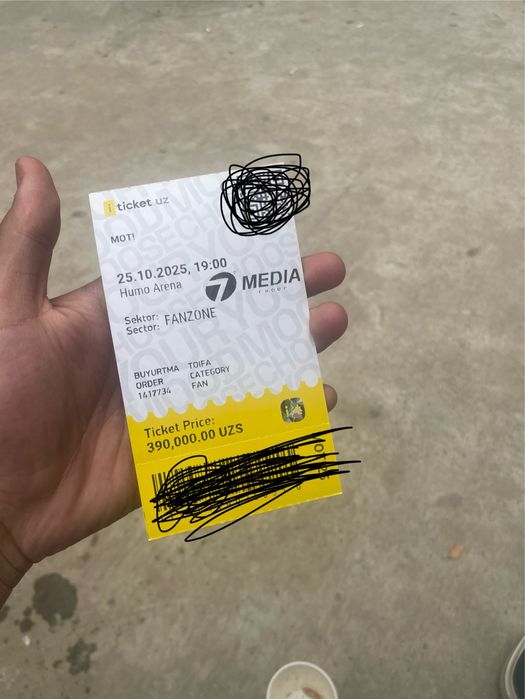 iticket.uz
MOT!
25.10.2025, 19:00
Humo Arena
7 MEDIA
Sektor:
Sector: FANZONE
BUYURTMA TOIFA
ORDER CATEGORY
1417734 FAN
Ticket Price:
390,000.00 UZS